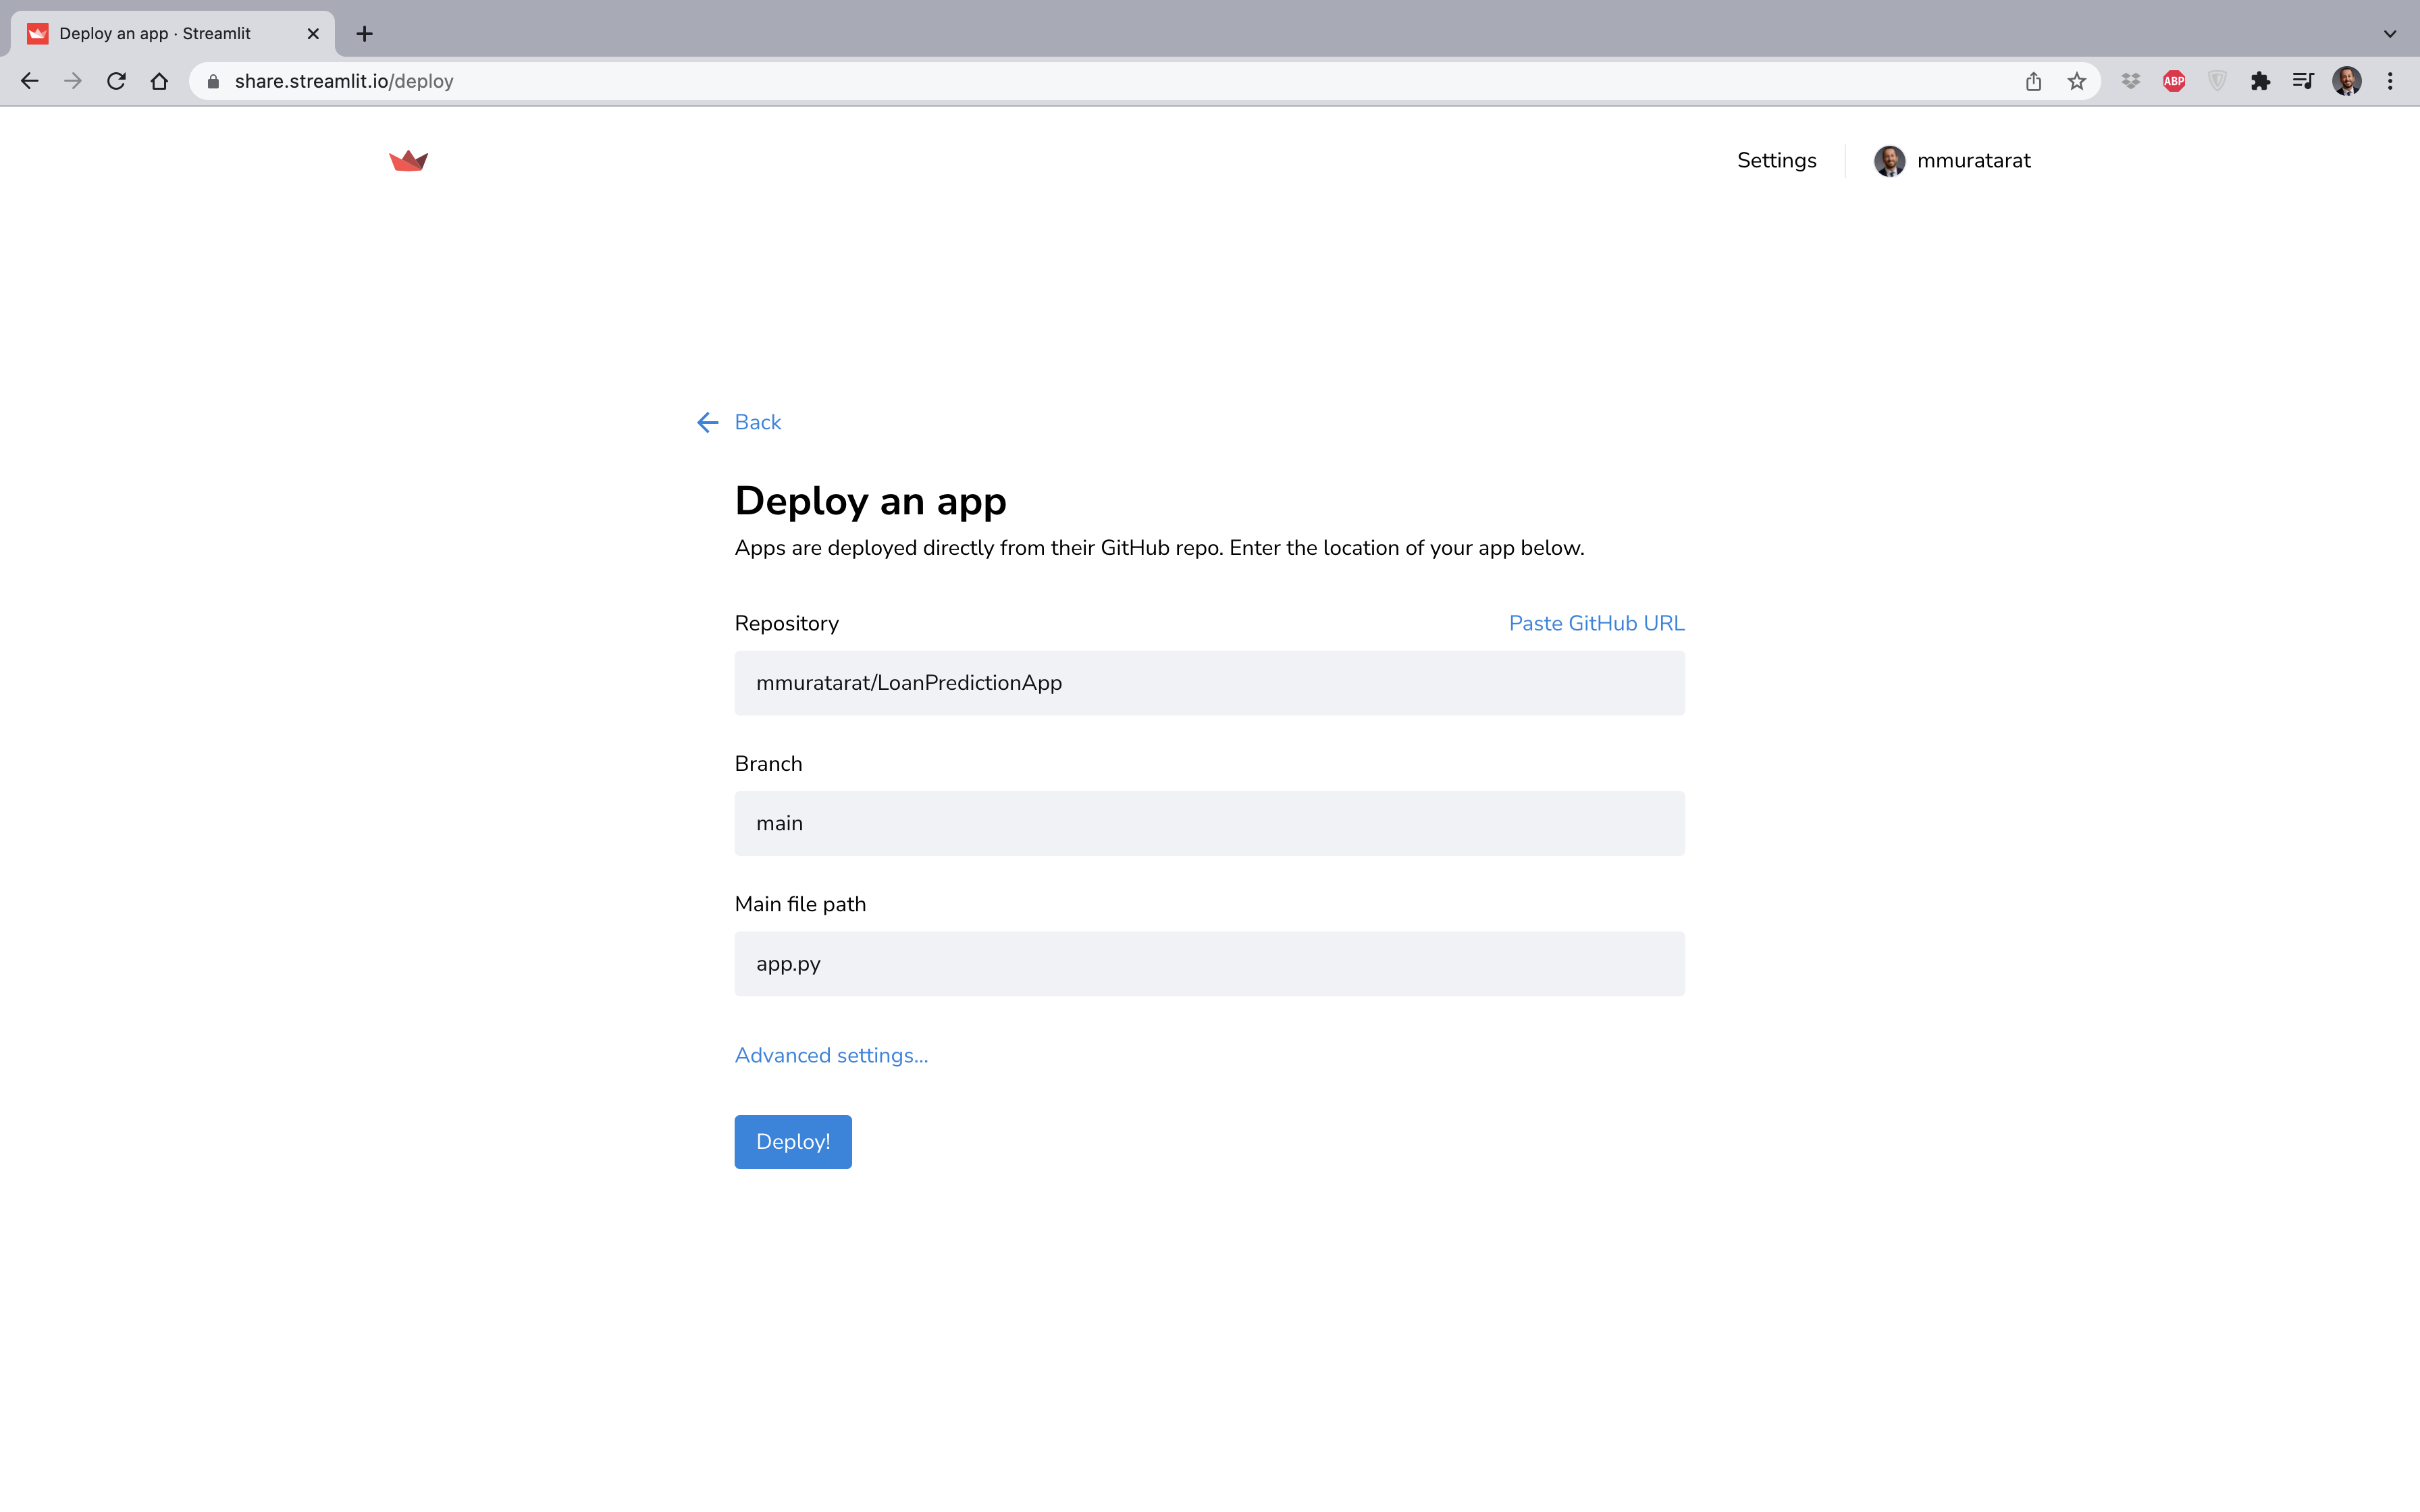 Deploy an app · Streamlit
share.streamlit.io/deploy
ABP
Settings
mmuratarat
Back
Deploy an app
Apps are deployed directly from their GitHub repo. Enter the location of your app below.
Repository
Paste GitHub URL
mmuratarat/LoanPredictionApp
Branch
main
Main file path
app.py
Advanced settings...
Deploy!